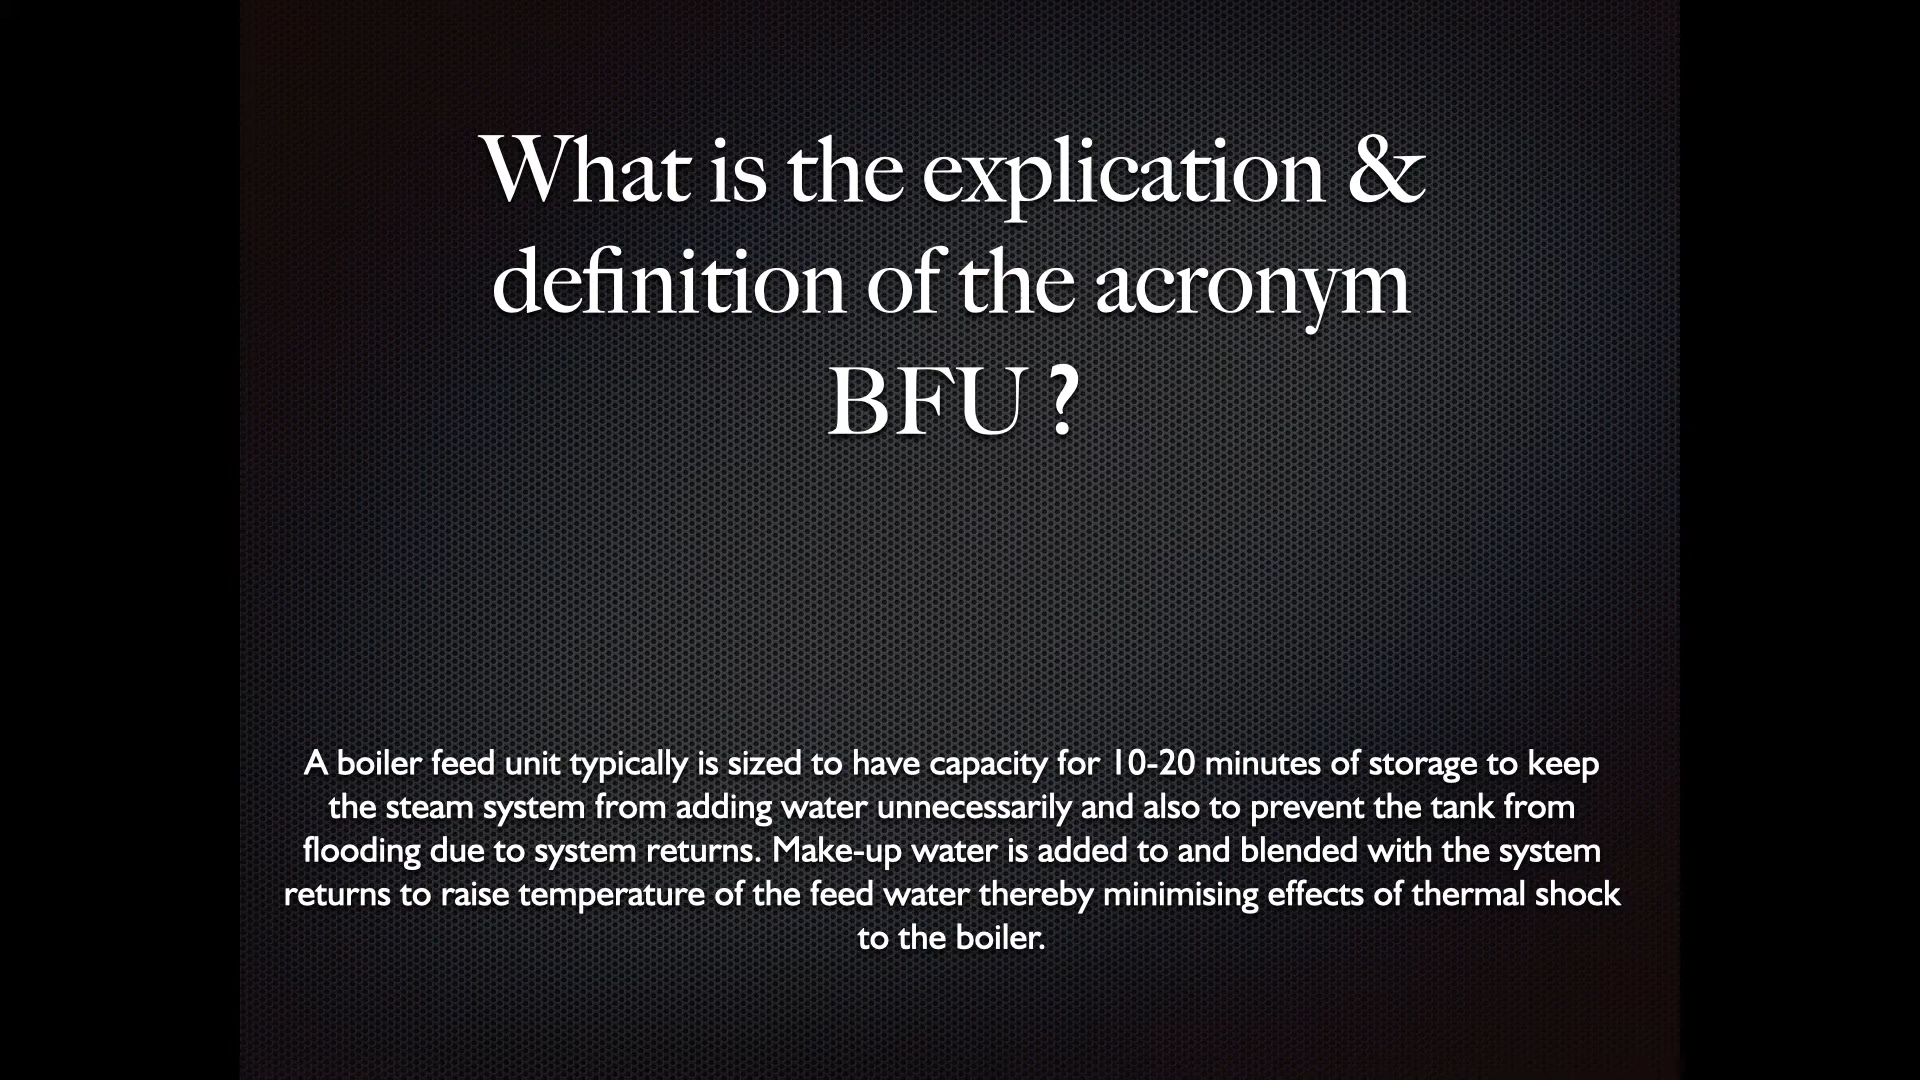 What is the explication &
definition of the acronym
BFU ?
A boiler feed unit typically is sized to have capacity for 10-20 minutes of storage to keep
the steam system from adding water unnecessarily and also to prevent the tank from
flooding due to system returns. Make-up water is added to and blended with the system
returns to raise temperature of the feed water thereby minimising effects of thermal shock
to the boiler.